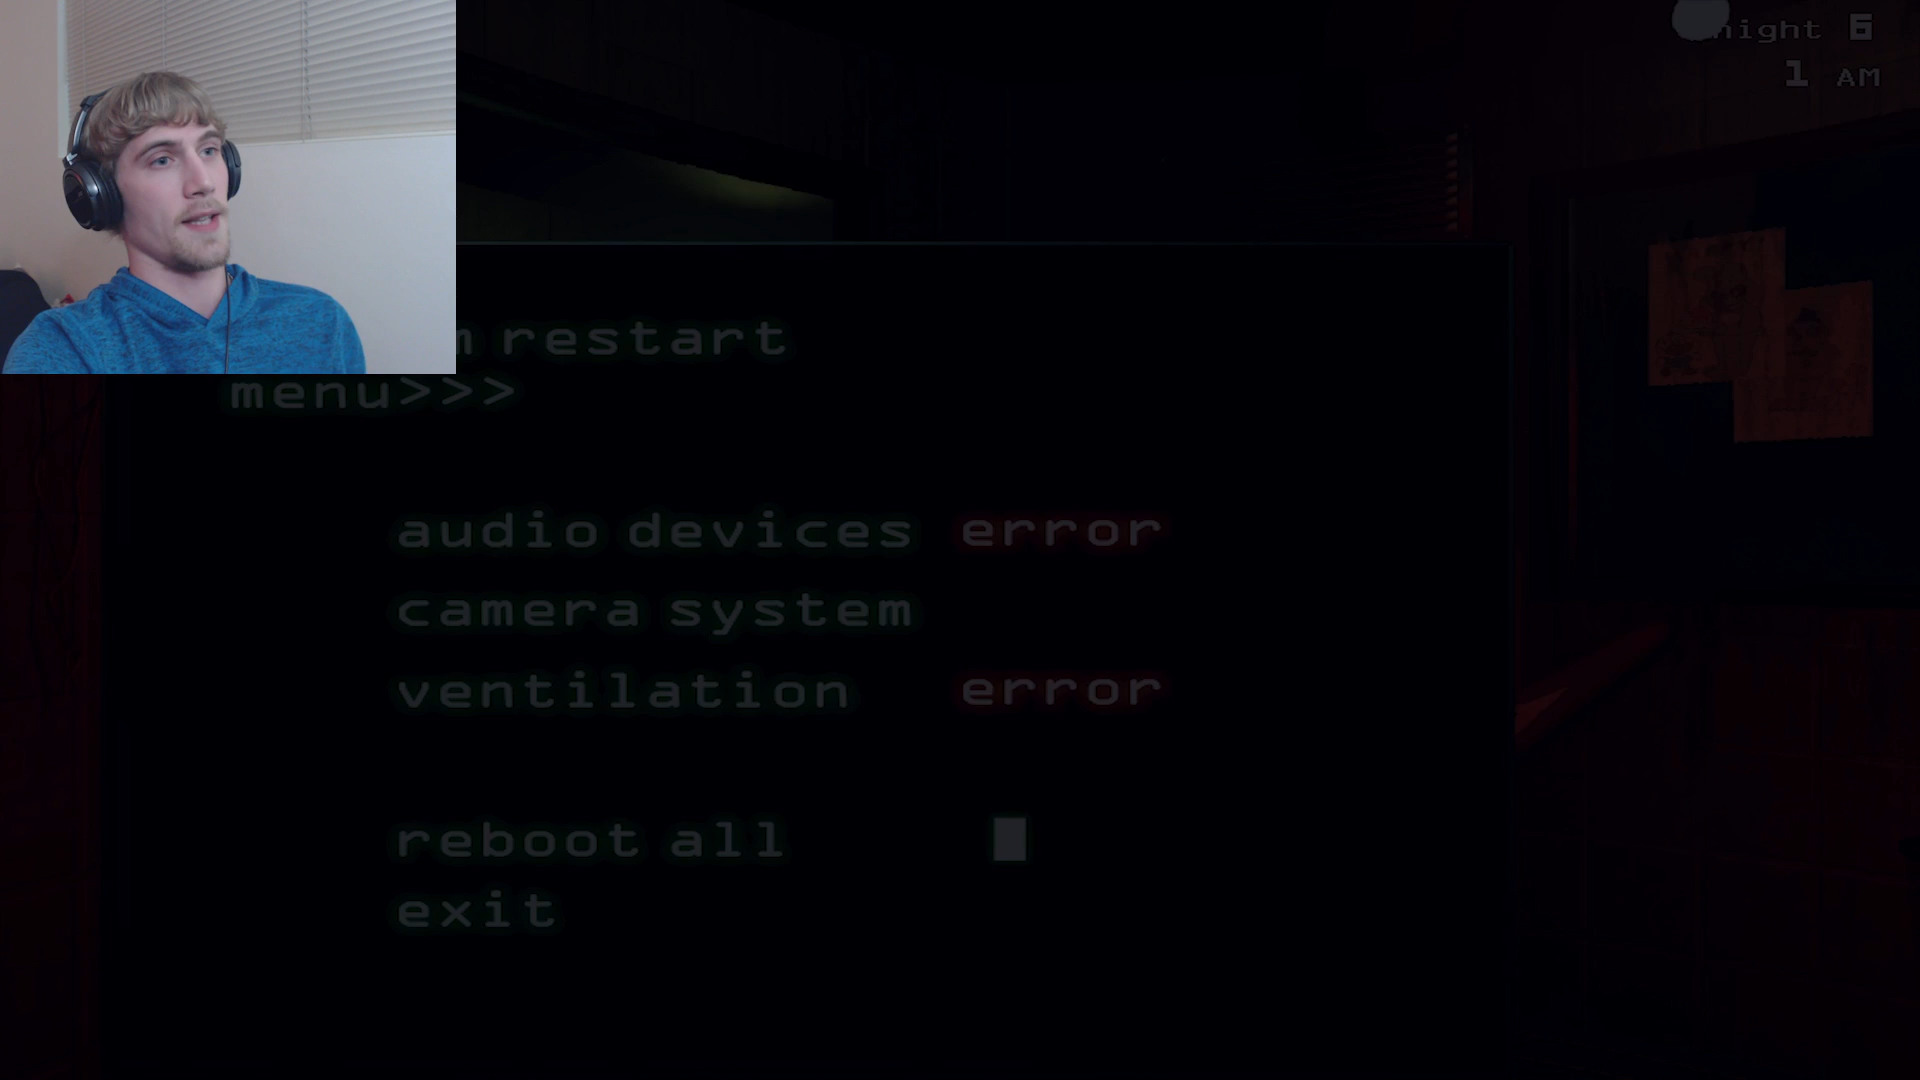 night 6
1 AM
restart
menu>>>
audio devices error
camera system
ventilation error
reboot all
exit